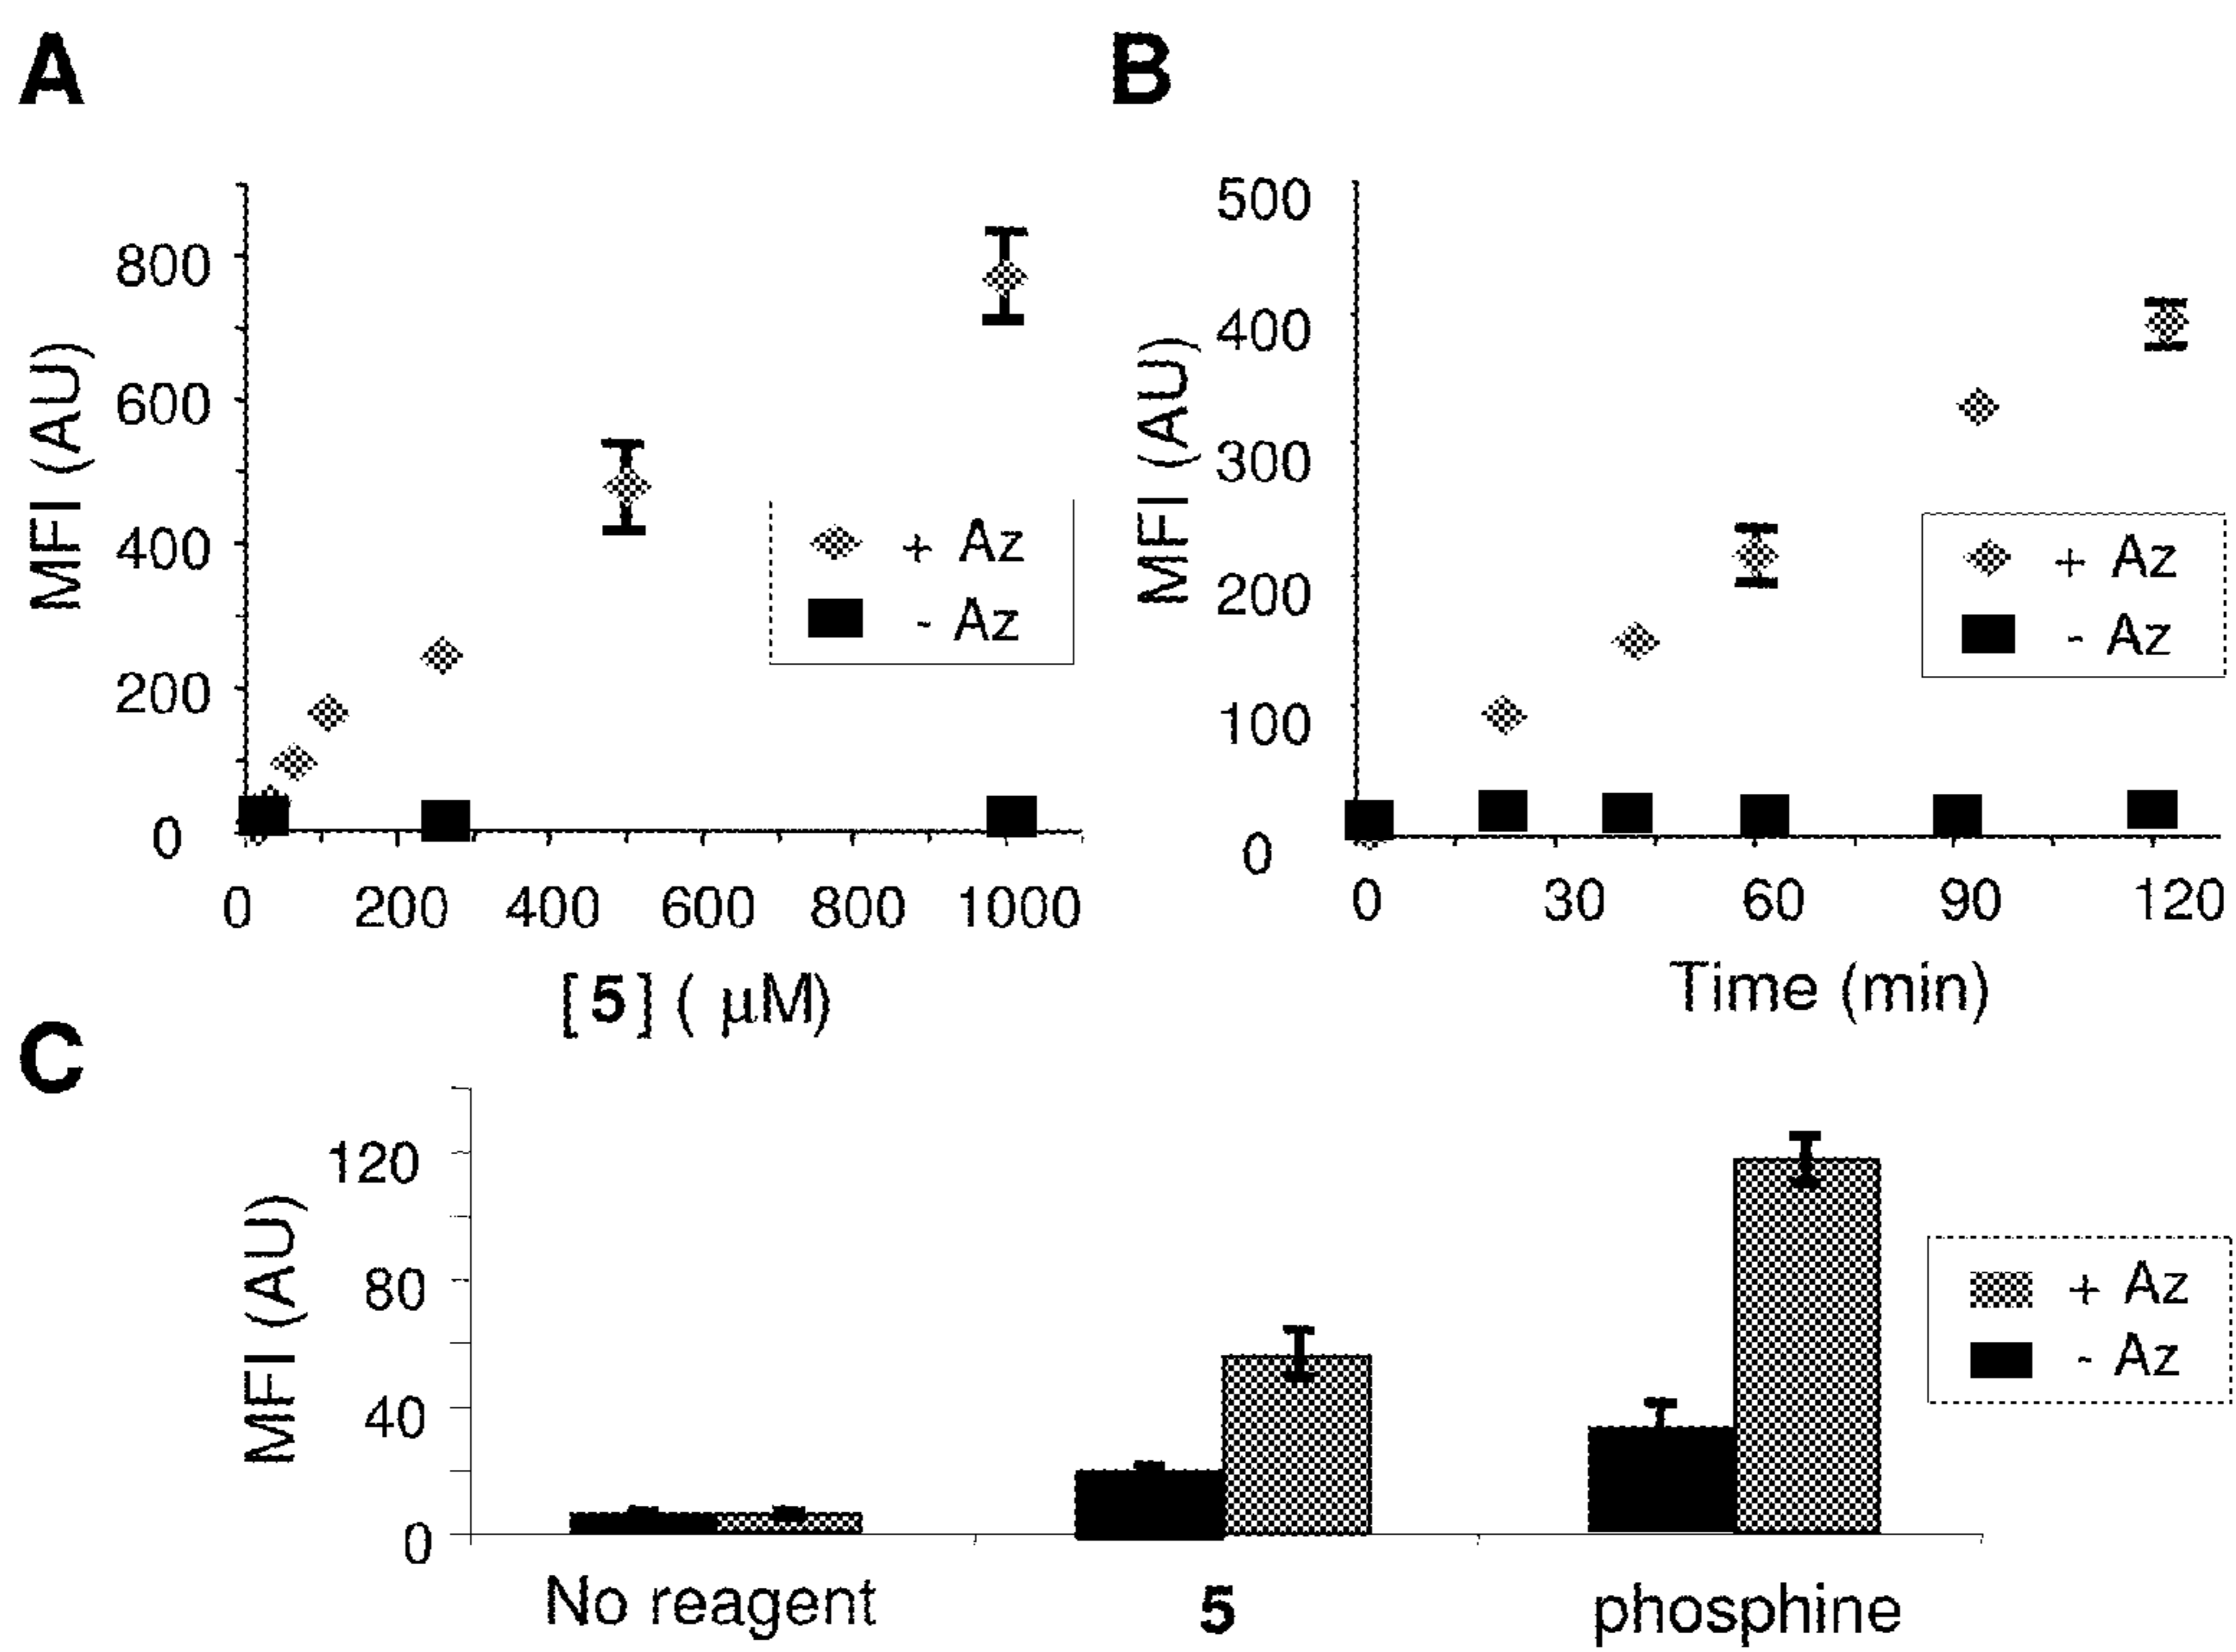 A
B
MFI (AU)
800
600
400
200
0
0 200 400 600 800 1000
[5] ( µM)
+ Az
- Az
MFI (AU)
500
400
300
200
100
0
0 30 60 90 120
Time (min)
+ Az
- Az
C
MFI (AU)
120
80
40
0
No reagent 5 phosphine
+ Az
- Az